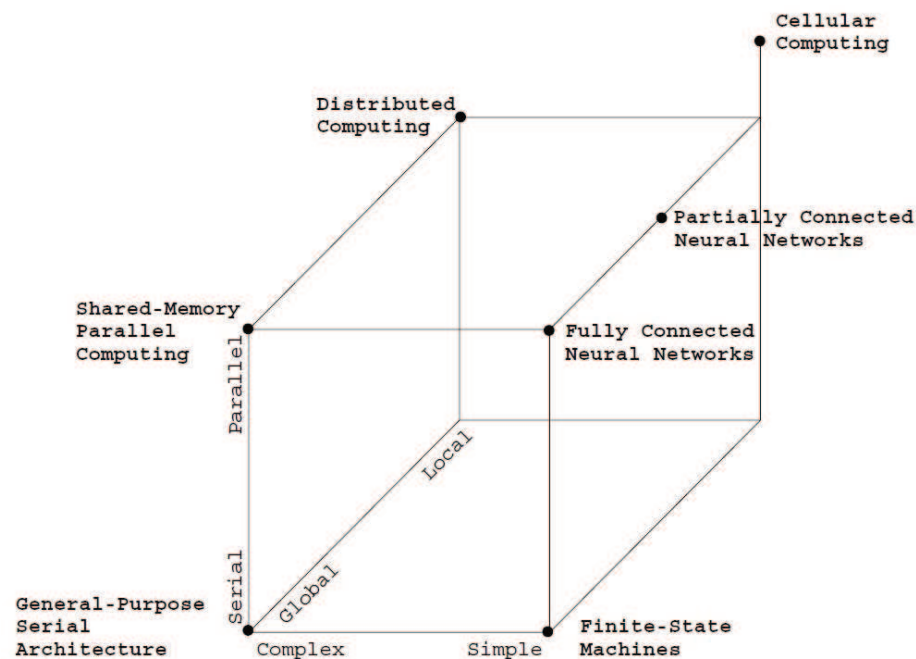 Cellular
Computing
Distributed
Computing
Partially Connected
Neural Networks
Shared-Memory
Parallel
Computing
Fully Connected
Neural Networks
Parallel
Local
Serial
Global
General-Purpose
Serial
Architecture
Complex
Simple
Finite-State
Machines